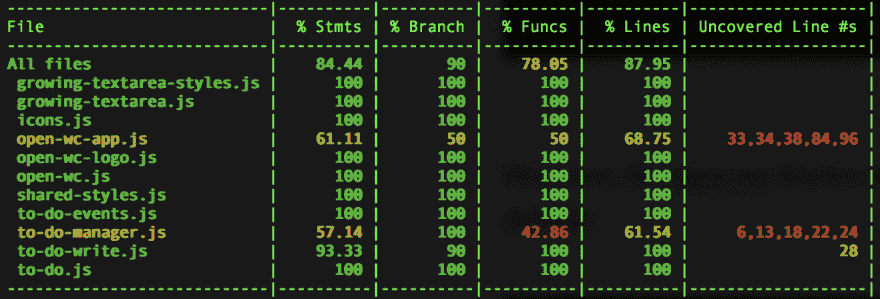 File | % Stmts | % Branch | % Funcs | % Lines | Uncovered Line #s |
All files | 84.44 | 90 | 78.05 | 87.95 | |
growing-textarea-styles.js | 100 | 100 | 100 | 100 | |
growing-textarea.js | 100 | 100 | 100 | 100 | |
icons.js | 100 | 100 | 100 | 100 | |
open-wc-app.js | 61.11 | 50 | 50 | 68.75 | 33,34,38,84,96 |
open-wc-logo.js | 100 | 100 | 100 | 100 | |
open-wc.js | 100 | 100 | 100 | 100 | |
shared-styles.js | 100 | 100 | 100 | 100 | |
to-do-events.js | 100 | 100 | 100 | 100 | |
to-do-manager.js | 57.14 | 100 | 42.86 | 61.54 | 6,13,18,22,24 |
to-do-write.js | 93.33 | 90 | 100 | 100 | 28 |
to-do.js | 100 | 100 | 100 | 100 | |